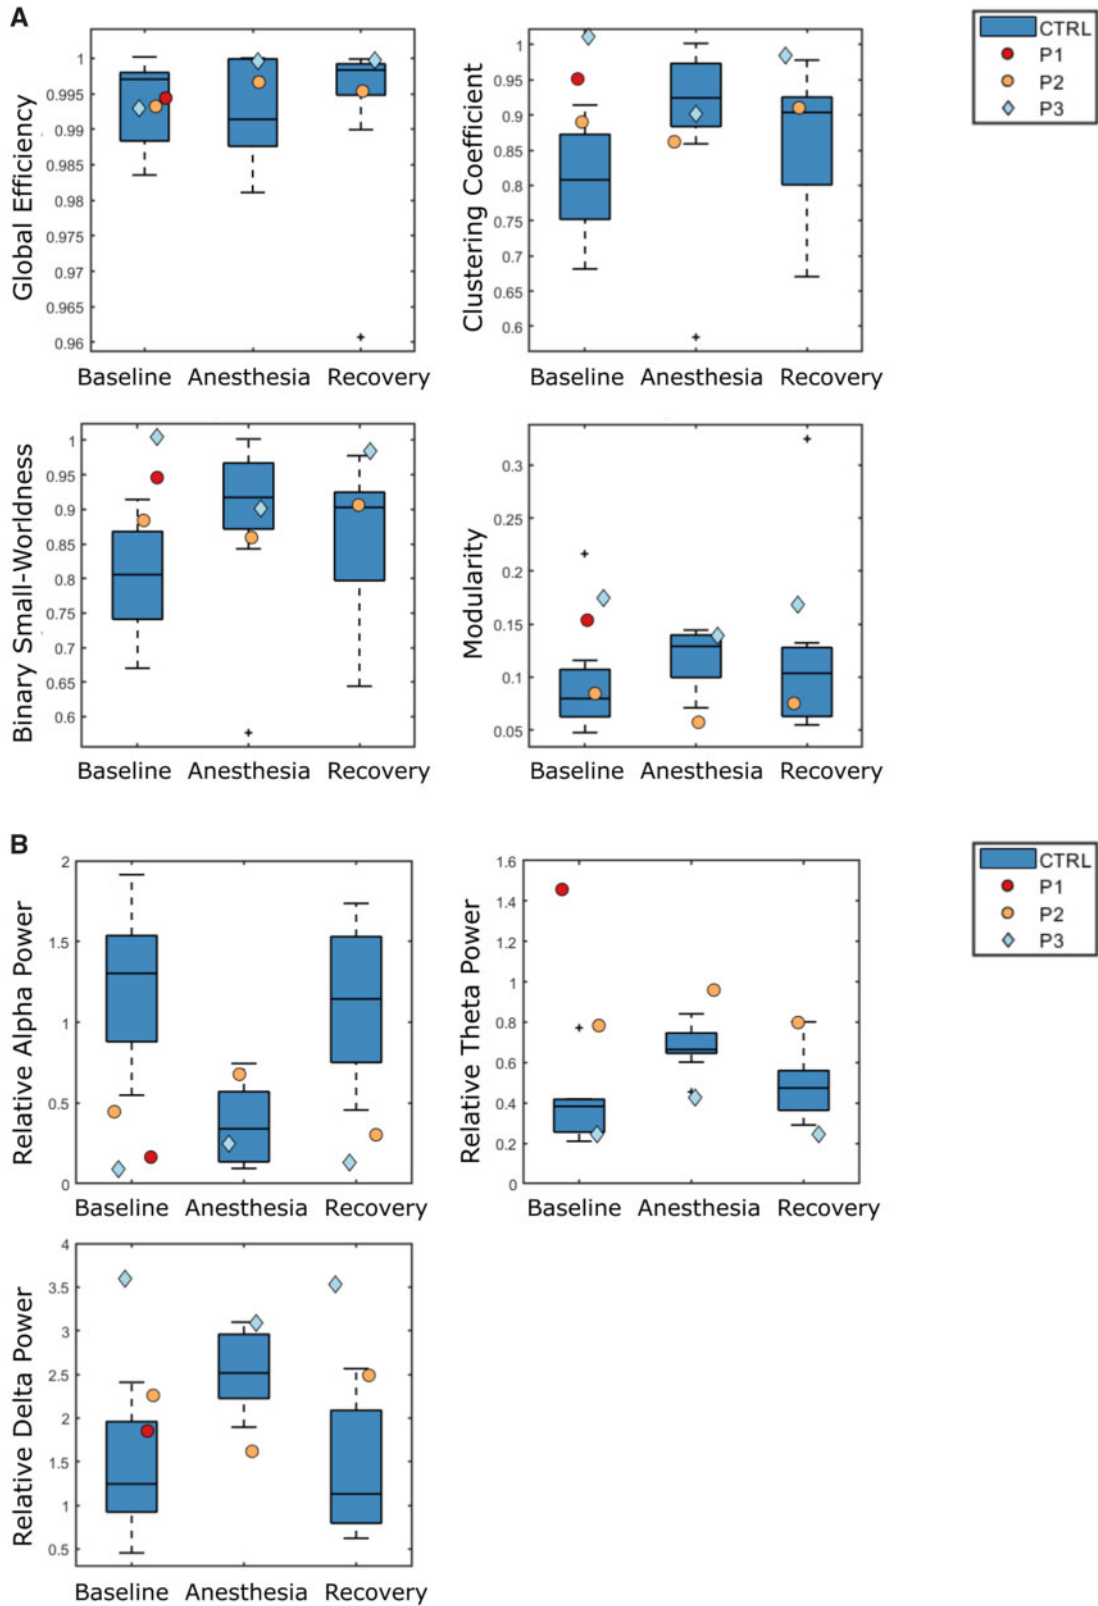 A
CTRL
P1
P2
P3
Global Efficiency
1
0.995
0.99
0.985
0.98
0.975
0.97
0.965
0.96
Baseline Anesthesia Recovery
Clustering Coefficient
1
0.95
0.9
0.85
0.8
0.75
0.7
0.65
0.6
Baseline Anesthesia Recovery
Binary Small-Worldness
1
0.95
0.9
0.85
0.8
0.75
0.7
0.65
0.6
Baseline Anesthesia Recovery
Modularity
0.3
0.25
0.2
0.15
0.1
0.05
Baseline Anesthesia Recovery
B
CTRL
P1
P2
P3
Relative Alpha Power
2
1.5
1
0.5
0
Baseline Anesthesia Recovery
Relative Theta Power
1.6
1.4
1.2
1
0.8
0.6
0.4
0.2
0
Baseline Anesthesia Recovery
Relative Delta Power
4
3.5
3
2.5
2
1.5
1
0.5
Baseline Anesthesia Recovery